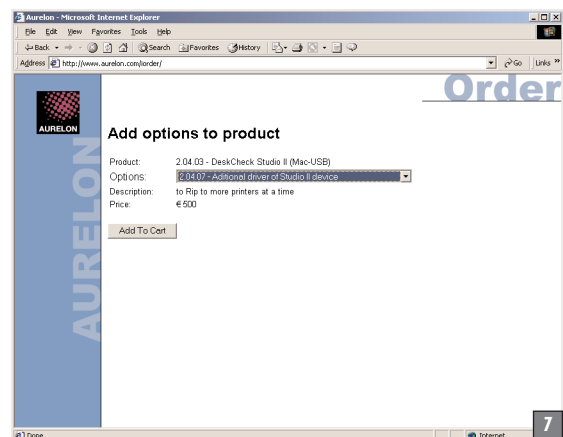 Aurelon - Microsoft Internet Explorer
File Edit View Favorites Tools Help
Back Search Favorites History
Address http://www.aurelon.com/iorder/ Go Links »
Order
AURELON
AURELON
Add options to product
Product: 2.04.03 - DeskCheck Studio II (Mac-USB)
Options: 2.04.07 - Aditional driver of Studio II device
Description: to Rip to more printers at a time
Price: € 500
Add To Cart
Done Internet
7